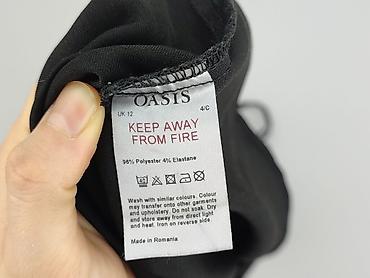 OASIS
UK 12 4/C
KEEP AWAY
FROM FIRE
96% Polyester 4% Elastane
Wash with similar colours. Colour
may transfer onto other garments
and upholstery. Do not soak. Dry
and store away from direct light
and heat. Iron on reverse side
Made in Romania